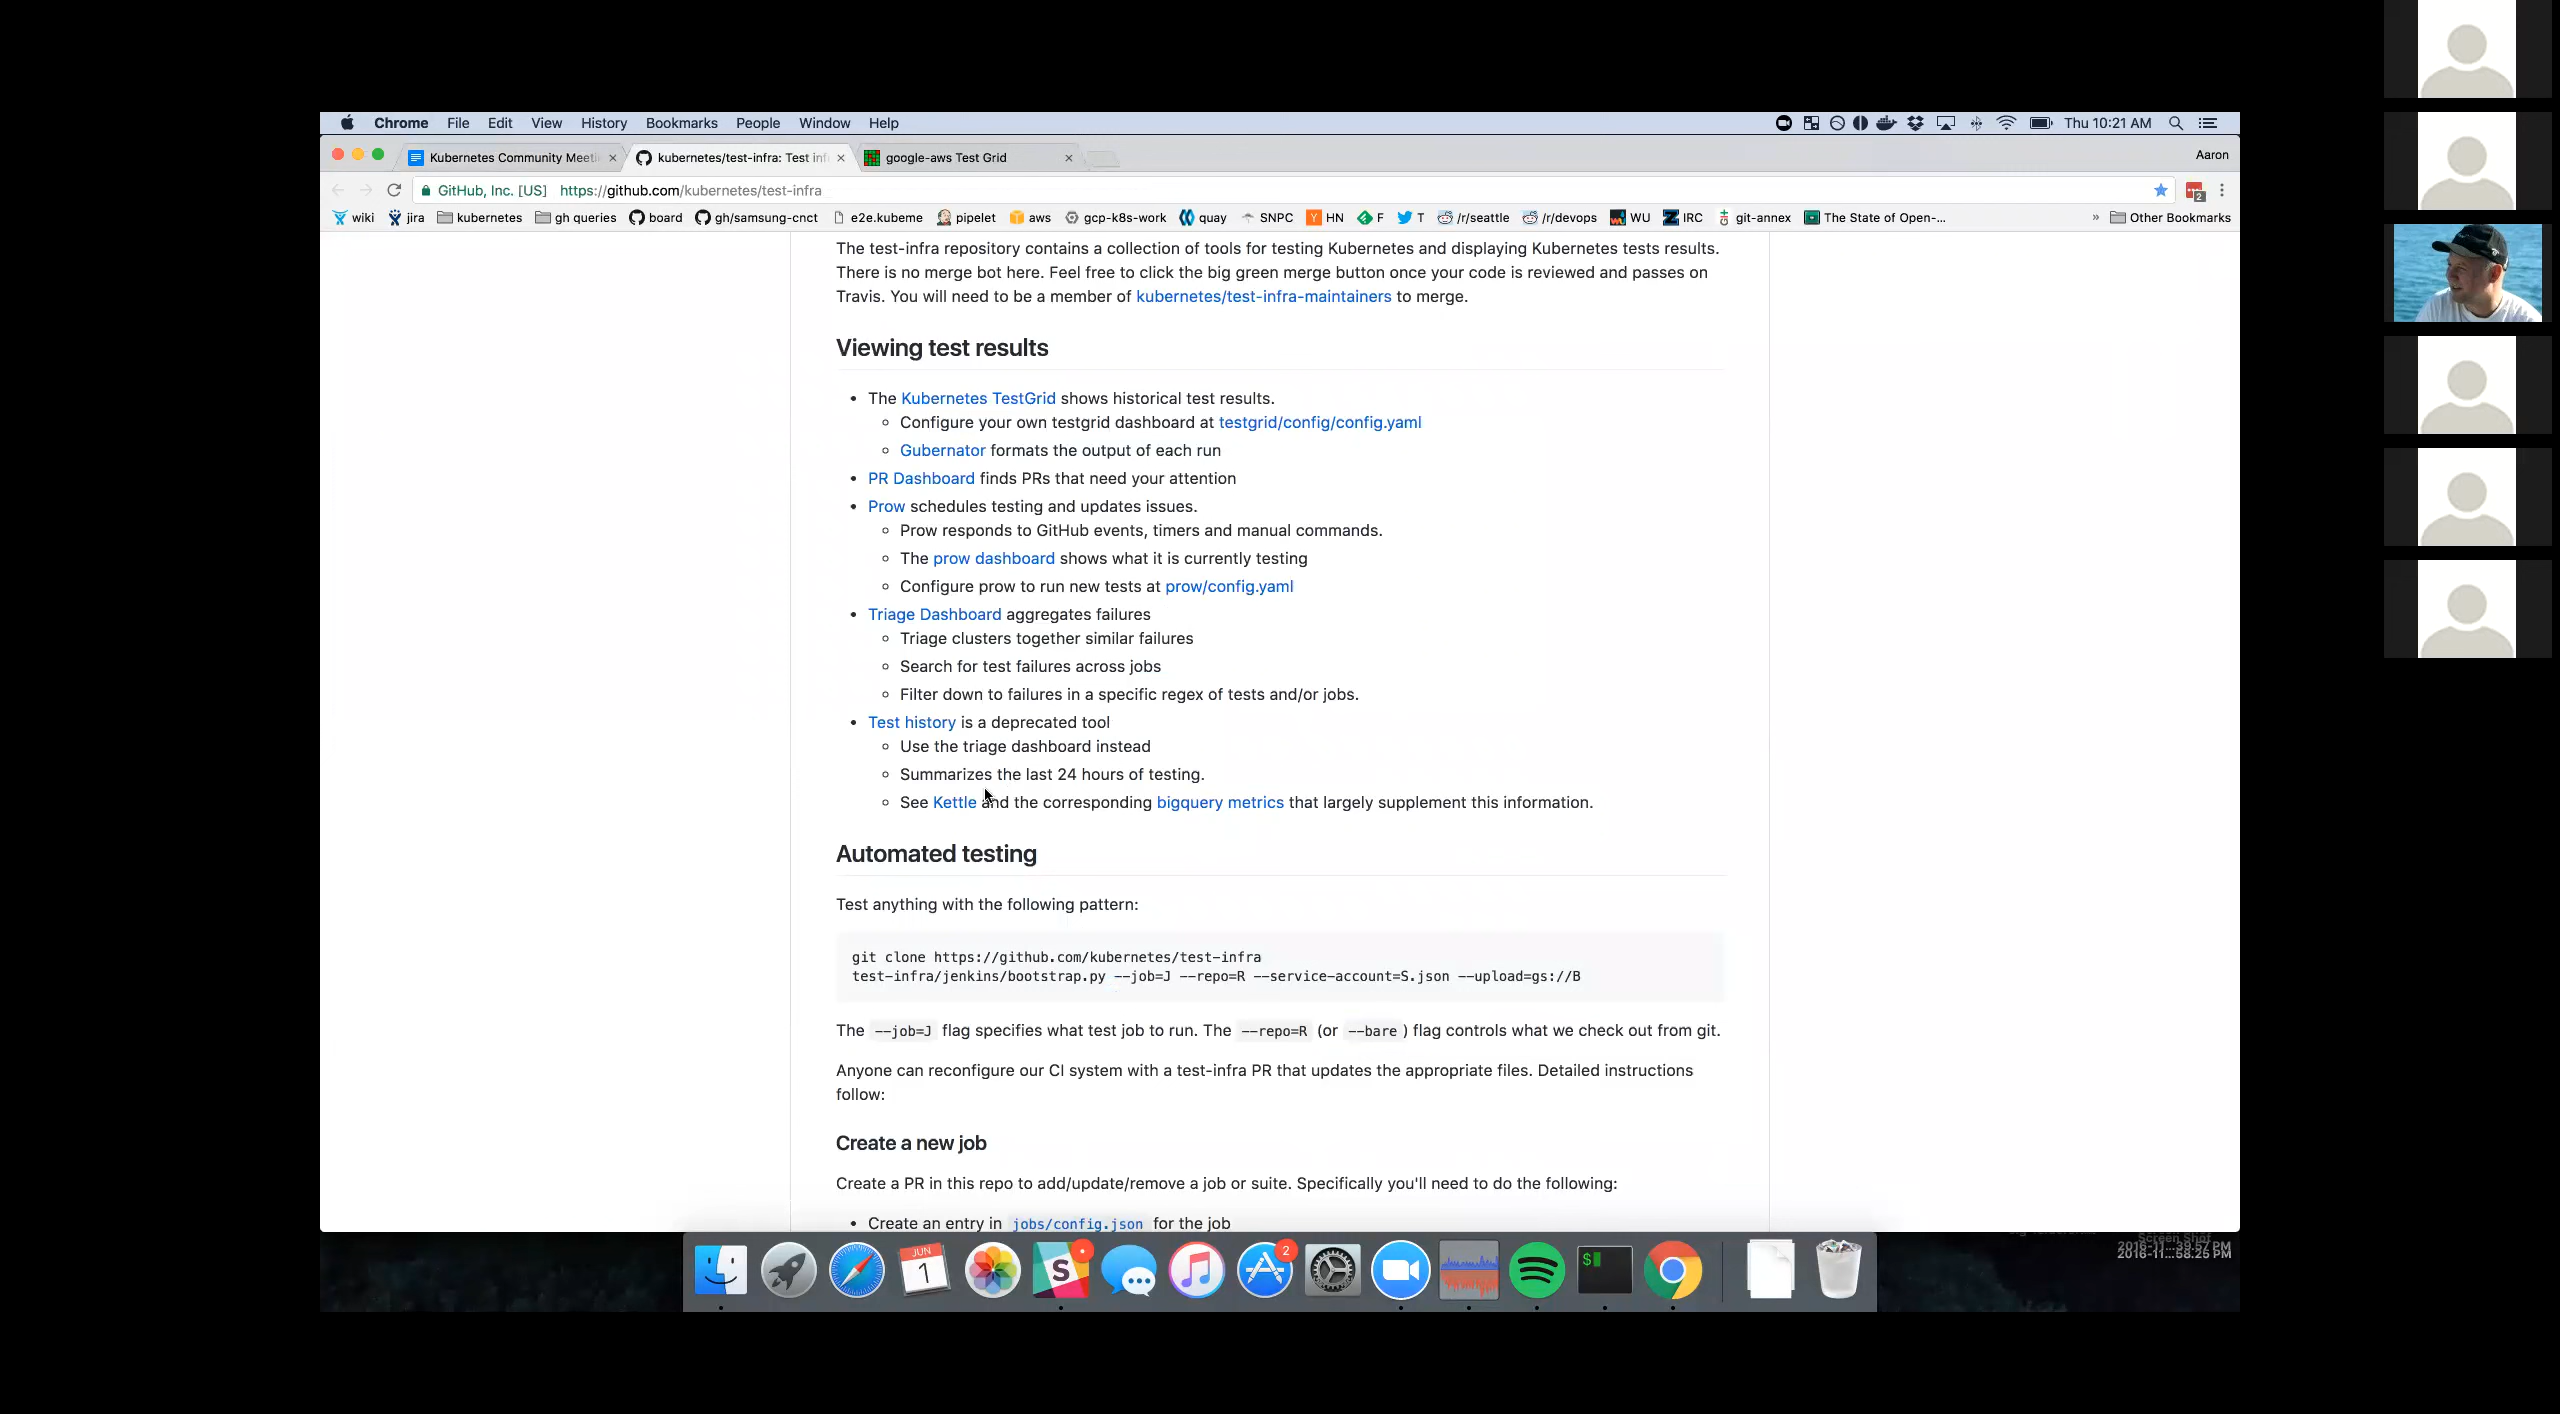 Chrome File Edit View History Bookmarks People Window Help Thu 10:21 AM
Kubernetes Community Meeti kubernetes/test-infra: Test inf google-aws Test Grid Aaron
GitHub, Inc. [US] https://github.com/kubernetes/test-infra 2
wiki jira kubernetes gh queries board gh/samsung-cnct e2e.kubeme pipelet aws gcp-k8s-work quay SNPC HN F T /r/seattle /r/devops WU IRC git-annex The State of Open-... » Other Bookmarks
The test-infra repository contains a collection of tools for testing Kubernetes and displaying Kubernetes tests results.
There is no merge bot here. Feel free to click the big green merge button once your code is reviewed and passes on
Travis. You will need to be a member of kubernetes/test-infra-maintainers to merge.
Viewing test results
• The Kubernetes TestGrid shows historical test results.
◦ Configure your own testgrid dashboard at testgrid/config/config.yaml
◦ Gubernator formats the output of each run
• PR Dashboard finds PRs that need your attention
• Prow schedules testing and updates issues.
◦ Prow responds to GitHub events, timers and manual commands.
◦ The prow dashboard shows what it is currently testing
◦ Configure prow to run new tests at prow/config.yaml
• Triage Dashboard aggregates failures
◦ Triage clusters together similar failures
◦ Search for test failures across jobs
◦ Filter down to failures in a specific regex of tests and/or jobs.
• Test history is a deprecated tool
◦ Use the triage dashboard instead
◦ Summarizes the last 24 hours of testing.
◦ See Kettle and the corresponding bigquery metrics that largely supplement this information.
Automated testing
Test anything with the following pattern:
git clone https://github.com/kubernetes/test-infra
test-infra/jenkins/bootstrap.py --job=J --repo=R --service-account=S.json --upload=gs://B
The --job=J flag specifies what test job to run. The --repo=R (or --bare ) flag controls what we check out from git.
Anyone can reconfigure our CI system with a test-infra PR that updates the appropriate files. Detailed instructions
follow:
Create a new job
Create a PR in this repo to add/update/remove a job or suite. Specifically you'll need to do the following:
• Create an entry in jobs/config.json for the job
Screen Shot
JUN
1
2
$